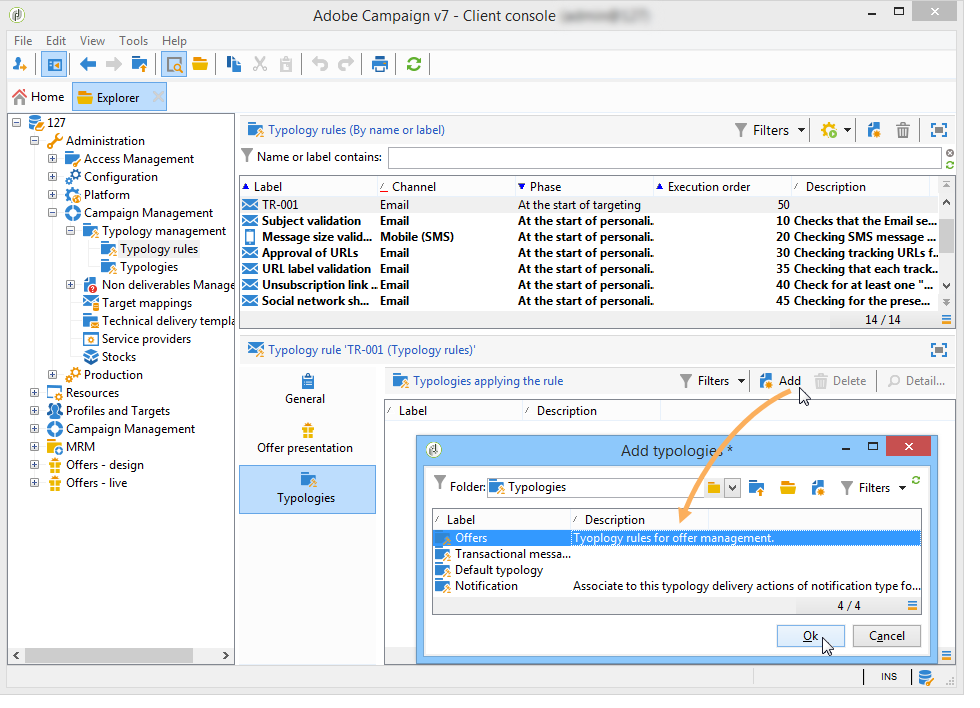 Adobe Campaign v7 - Client console
File Edit View Tools Help
Home Explorer
127
Administration
Access Management
Configuration
Platform
Campaign Management
Typology management
Typology rules
Typologies
Non deliverables Manage
Target mappings
Technical delivery templa
Service providers
Stocks
Production
Resources
Profiles and Targets
Campaign Management
MRM
Offers - design
Offers - live
Typology rules (By name or label) Filters
Name or label contains:
Label Channel Phase Execution order Description
TR-001 Email At the start of targeting 50
Subject validation Email At the start of personali. 10 Checks that the Email se...
Message size valid... Mobile (SMS) At the start of personali. 20 Checking SMS message ...
Approval of URLs Email At the start of personali. 30 Checking tracking URLs f..
URL label validation Email At the start of personali. 35 Checking that each track..
Unsubscription link .. Email At the start of personali. 40 Check for at least one "...
Social network sh... Email At the start of personali. 45 Checking for the prese...
14 / 14
Typology rule 'TR-001 (Typology rules)'
General
Offer presentation
Typologies
Typologies applying the rule Filters Add Delete Detail...
Label Description
Add typologies *
Folder: Typologies Filters
Label Description
Offers Tyoplogy rules for offer management.
Transactional messa...
Default typology
Notification Associate to this typology delivery actions of notification type fo...
4 / 4
Ok Cancel
INS